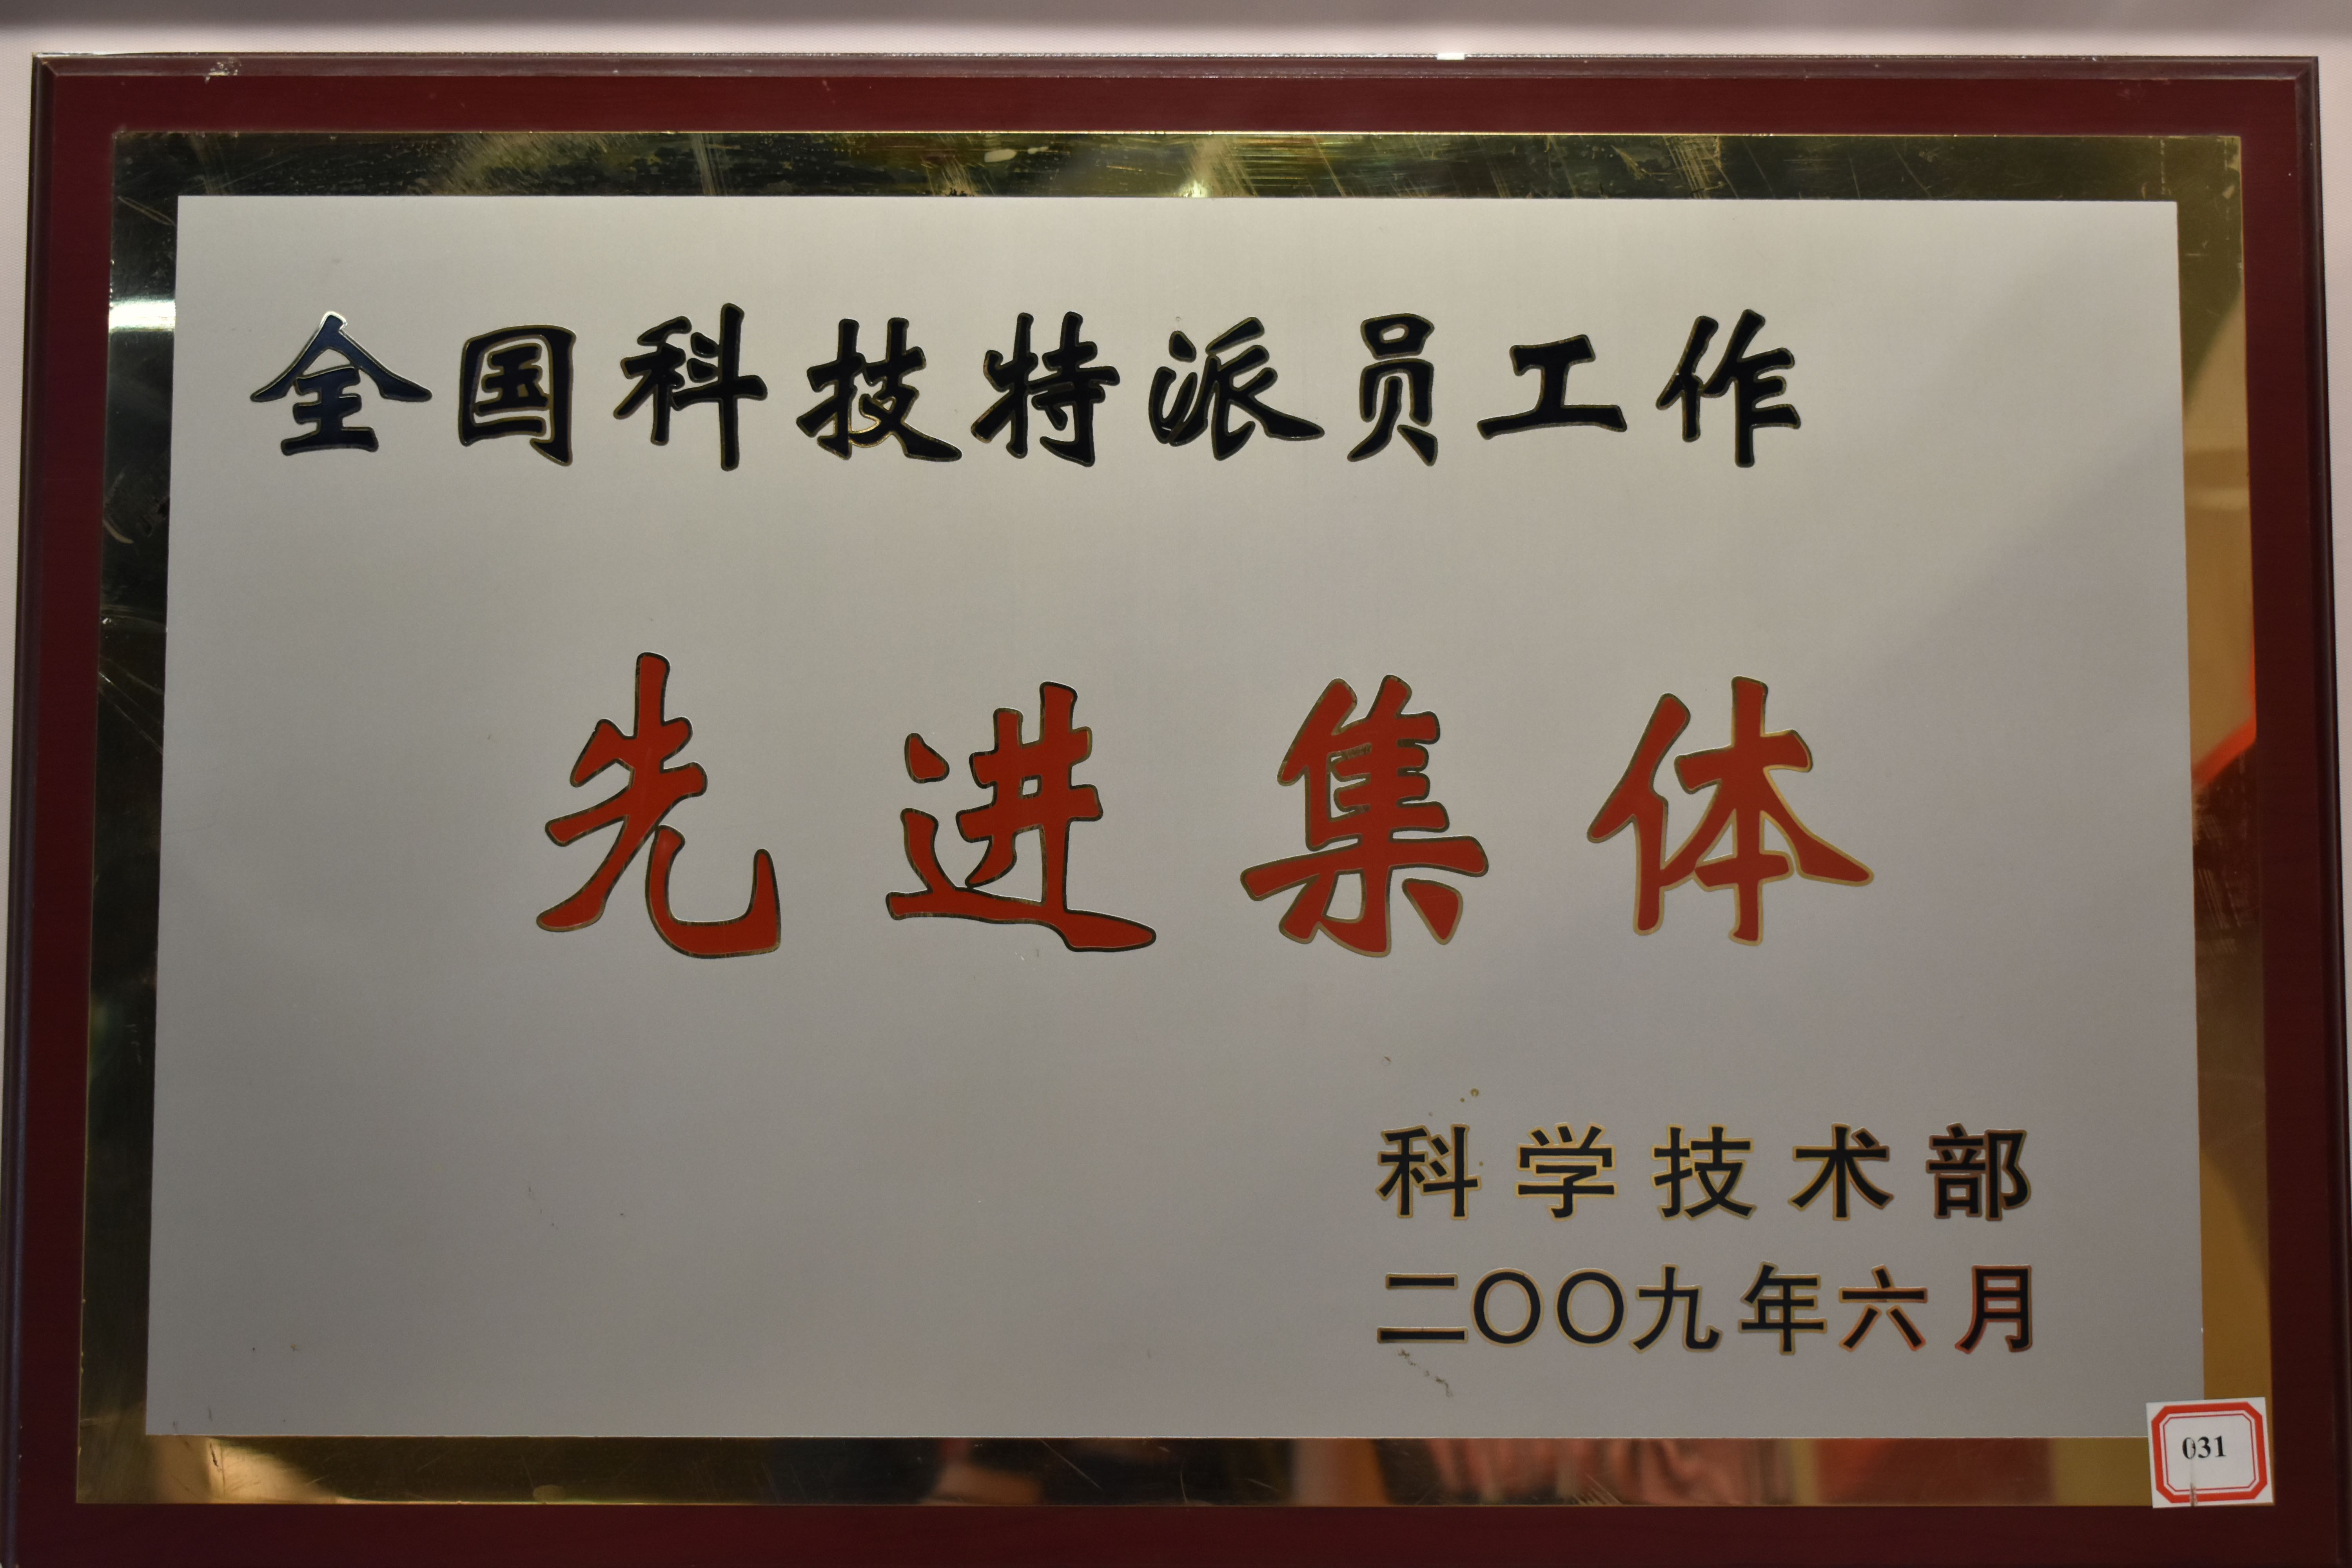 全国科技特派员工作
先进集体
科学技术部
二〇〇九年六月
031